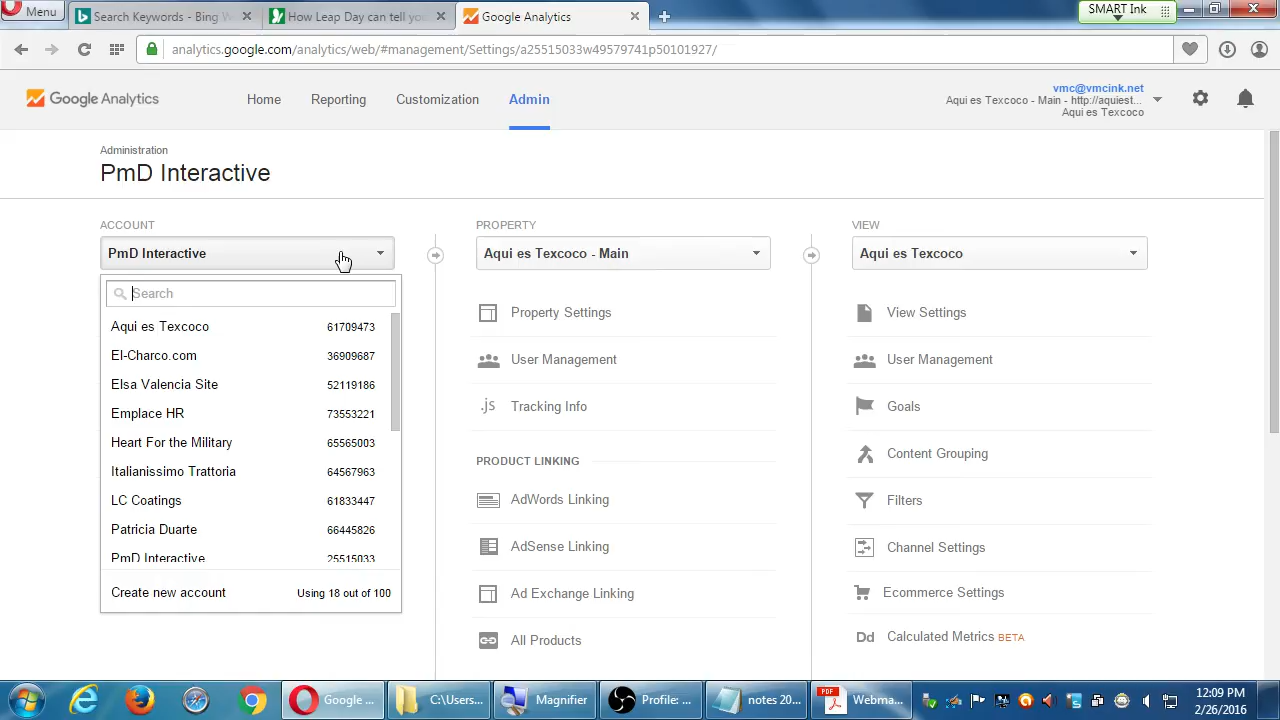 Menu
Search Keywords - Bing W
How Leap Day can tell you
Google Analytics
SMART Ink
analytics.google.com/analytics/web/#management/Settings/a25515033w49579741p50101927/
Google Analytics
Home
Reporting
Customization
Admin
vmc@vmcink.net
Aqui es Texcoco - Main - http://aquiest...
Aqui es Texcoco
Administration
PmD Interactive
ACCOUNT
PmD Interactive
Search
Aqui es Texcoco 61709473
El-Charco.com 36909687
Elsa Valencia Site 52119186
Emplace HR 73553221
Heart For the Military 65565003
Italianissimo Trattoria 64567963
LC Coatings 61833447
Patricia Duarte 66445826
PmD Interactive 25515033
Create new account Using 18 out of 100
PROPERTY
Aqui es Texcoco - Main
Property Settings
User Management
.js Tracking Info
PRODUCT LINKING
AdWords Linking
AdSense Linking
Ad Exchange Linking
All Products
VIEW
Aqui es Texcoco
View Settings
User Management
Goals
Content Grouping
Filters
Channel Settings
Ecommerce Settings
Dd Calculated Metrics BETA
Google ...
C:\Users...
Magnifier
Profile: ...
notes 20...
PDF
Webma...
12:09 PM
2/26/2016